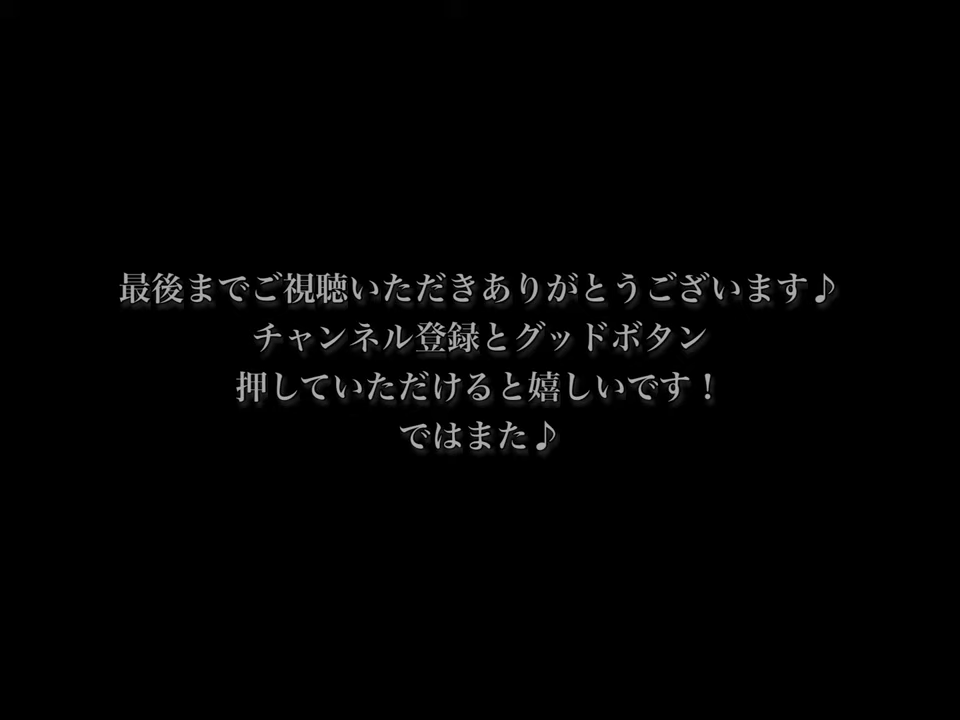 最後までご視聴いただきありがとうございます♪
チャンネル登録とグッドボタン
押していただけると嬉しいです！
ではまた♪